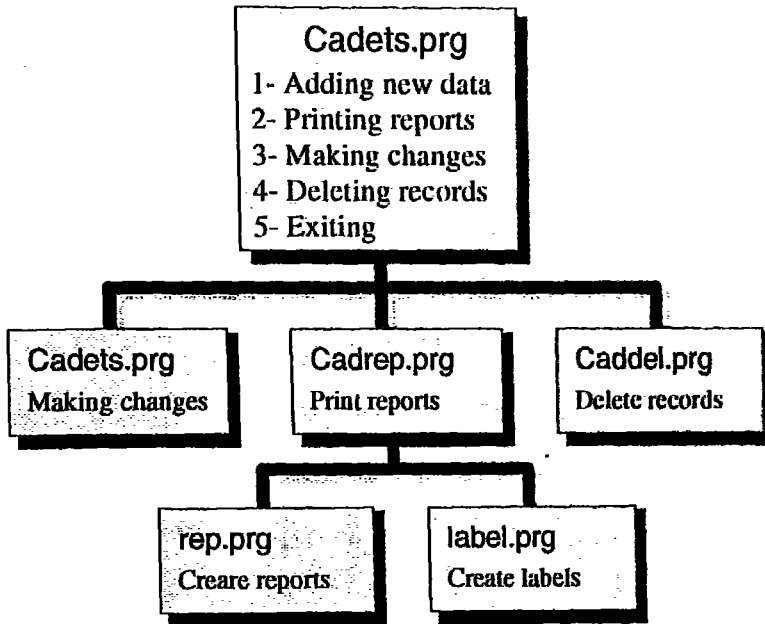 Cadets.prg
1- Adding new data
2- Printing reports
3- Making changes
4- Deleting records
5- Exiting
Cadets.prg
Making changes
Cadrep.prg
Print reports
Caddel.prg
Delete records
rep.prg
Creare reports
label.prg
Create labels